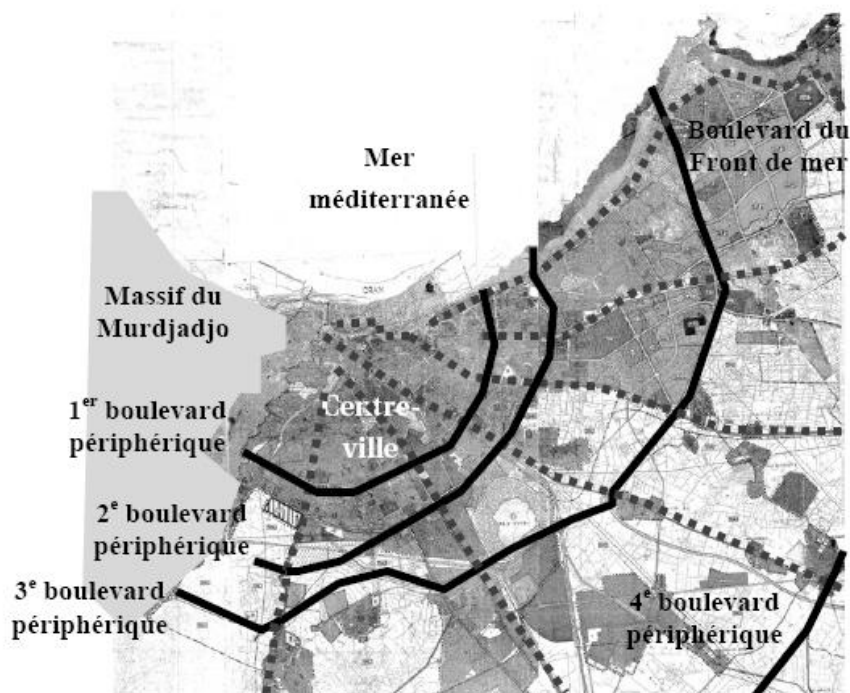 Boulevard du
Front de mer
Mer
méditerranée
ORAN
Massif du
Murdjadjo
Centre-
ville
1er boulevard
périphérique
2e boulevard
périphérique
3e boulevard
périphérique
4e boulevard
périphérique